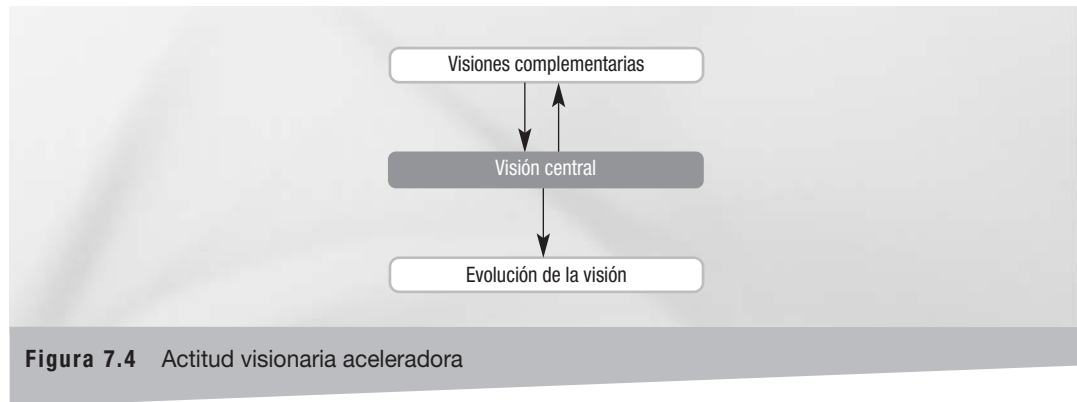 Visiones complementarias
Visión central
Evolución de la visión
Figura 7.4 Actitud visionaria aceleradora